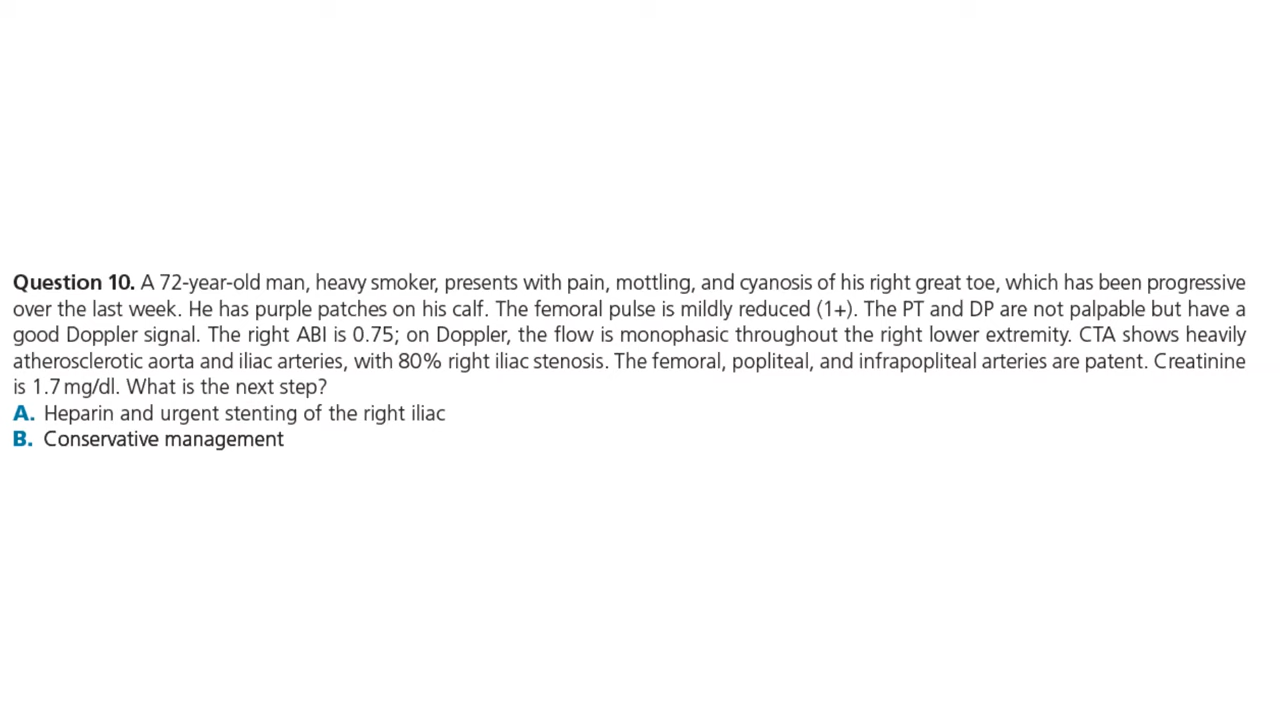 Question 10. A 72-year-old man, heavy smoker, presents with pain, mottling, and cyanosis of his right great toe, which has been progressive
over the last week. He has purple patches on his calf. The femoral pulse is mildly reduced (1+). The PT and DP are not palpable but have a
good Doppler signal. The right ABI is 0.75; on Doppler, the flow is monophasic throughout the right lower extremity. CTA shows heavily
atherosclerotic aorta and iliac arteries, with 80% right iliac stenosis. The femoral, popliteal, and infrapopliteal arteries are patent. Creatinine
is 1.7 mg/dl. What is the next step?
A. Heparin and urgent stenting of the right iliac
B. Conservative management